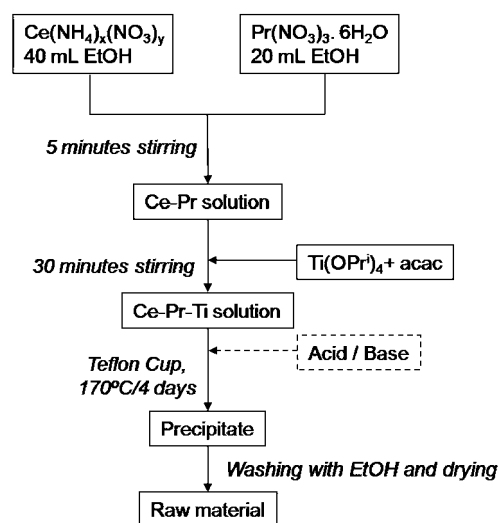 Ce(NH₄)ₓ(NO₃)ᵧ
40 mL EtOH
Pr(NO₃)₃. 6H₂O
20 mL EtOH
5 minutes stirring
Ce-Pr solution
30 minutes stirring
Ti(OPrⁱ)₄+ acac
Ce-Pr-Ti solution
Acid / Base
Teflon Cup,
170ºC/4 days
Precipitate
Washing with EtOH and drying
Raw material